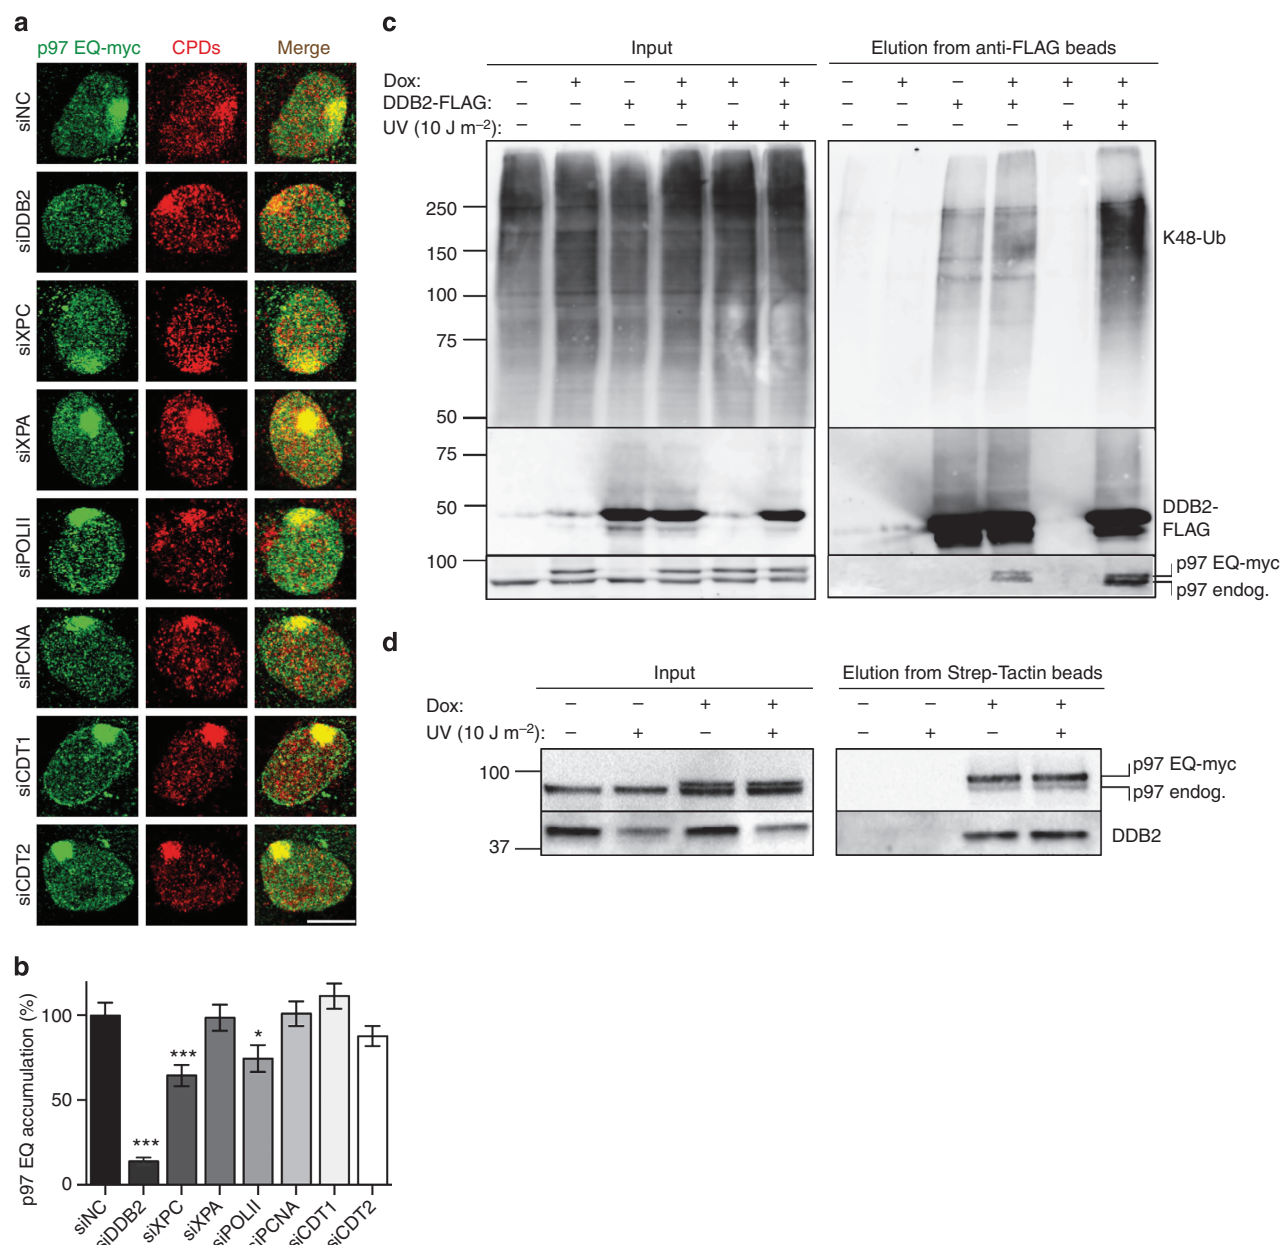 a
p97 EQ-myc CPDs Merge
siNC
siDDB2
siXPC
siXPA
siPOLII
siPCNA
siCDT1
siCDT2
b
p97 EQ accumulation (%)
100
50
0
***
***
*
siNC siDDB2 siXPC siXPA siPOLII siPCNA siCDT1 siCDT2
c
Input Elution from anti-FLAG beads
Dox: – + – + + + – + – + + +
DDB2-FLAG: – – + + – + – – + + – +
UV (10 J m–2): – – – – + + – – – – + +
250
150
100
75
50
K48-Ub
75
50
DDB2-
FLAG
100
p97 EQ-myc
p97 endog.
d
Input Elution from Strep-Tactin beads
Dox: – – + + – – + +
UV (10 J m–2): – + – + – + – +
100
p97 EQ-myc
p97 endog.
37
DDB2